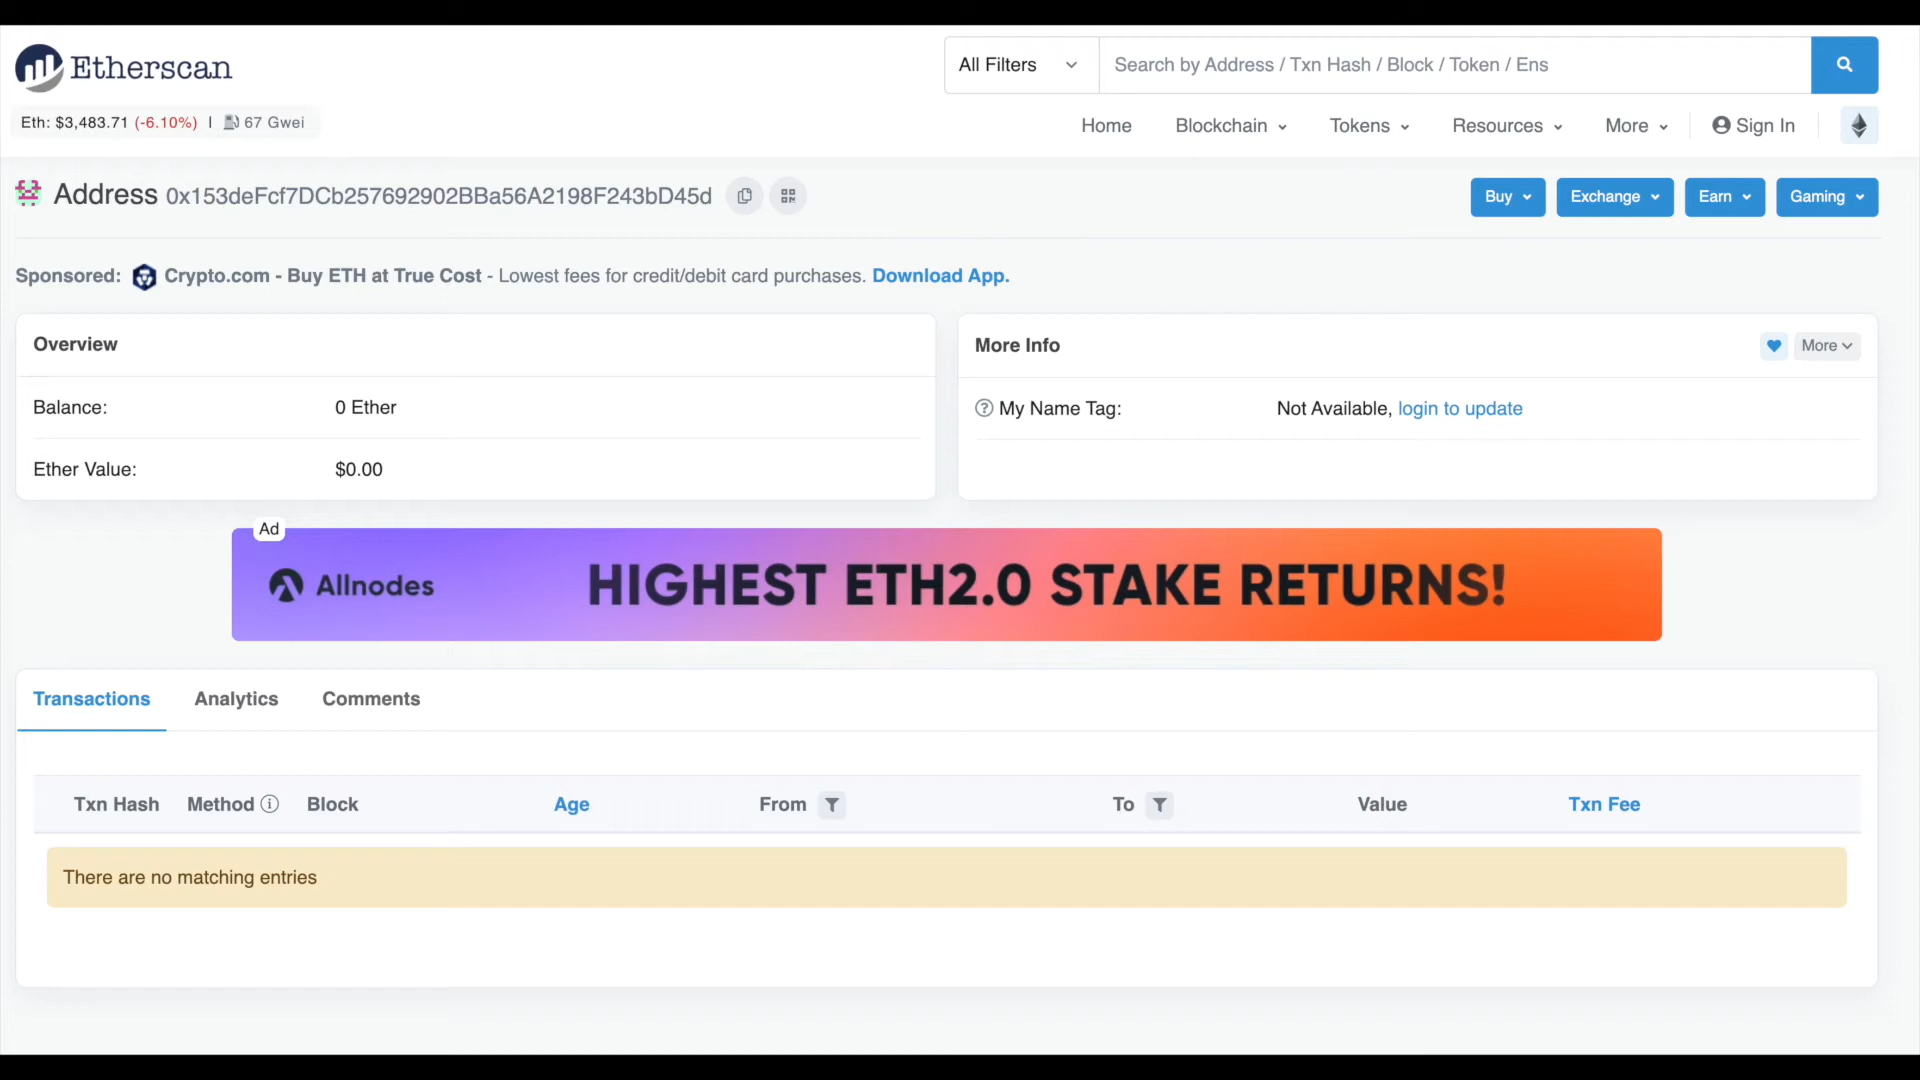 Etherscan
All Filters
Search by Address / Txn Hash / Block / Token / Ens
Eth: $3,483.71 (-6.10%) | 67 Gwei
Home Blockchain Tokens Resources More Sign In
Address 0x153deFcf7DCb257692902BBa56A2198F243bD45d
Buy Exchange Earn Gaming
Sponsored: Crypto.com - Buy ETH at True Cost - Lowest fees for credit/debit card purchases. Download App.
Overview
Balance: 0 Ether
Ether Value: $0.00
More Info
More
My Name Tag: Not Available, login to update
Ad
Allnodes HIGHEST ETH2.0 STAKE RETURNS!
Transactions Analytics Comments
Txn Hash Method Block Age From To Value Txn Fee
There are no matching entries